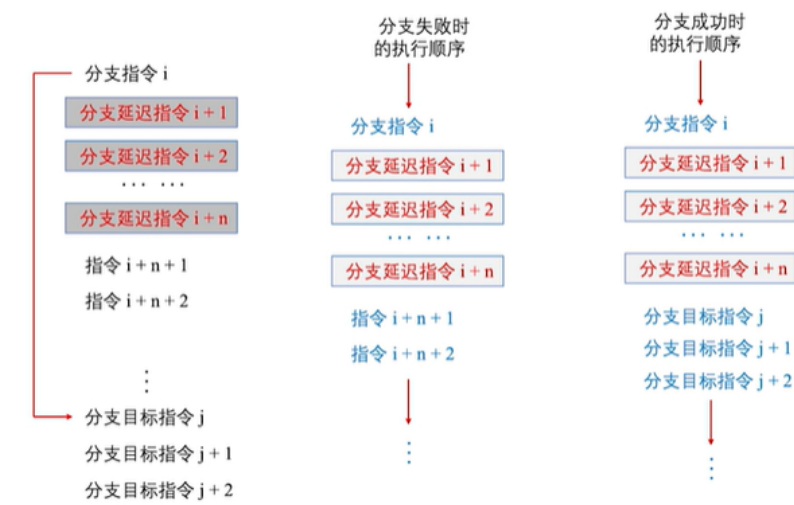 分支指令 i
分支延迟指令 i + 1
分支延迟指令 i + 2
... ...
分支延迟指令 i + n
指令 i + n + 1
指令 i + n + 2
分支目标指令 j
分支目标指令 j + 1
分支目标指令 j + 2
分支失败时
的执行顺序
分支指令 i
分支延迟指令 i + 1
分支延迟指令 i + 2
... ...
分支延迟指令 i + n
指令 i + n + 1
指令 i + n + 2
分支成功时
的执行顺序
分支指令 i
分支延迟指令 i + 1
分支延迟指令 i + 2
... ...
分支延迟指令 i + n
分支目标指令 j
分支目标指令 j + 1
分支目标指令 j + 2